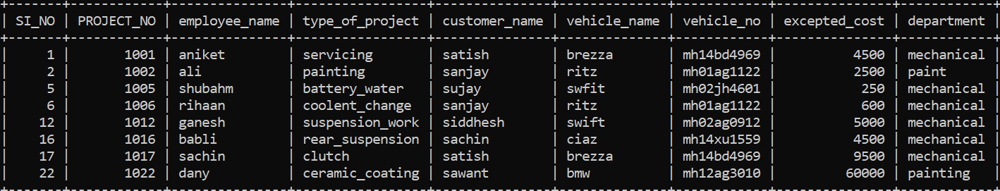 +-------+------------+---------------+-----------------+---------------+--------------+------------+---------------+------------+
| SI_NO | PROJECT_NO | employee_name | type_of_project | customer_name | vehicle_name | vehicle_no | excepted_cost | department |
+-------+------------+---------------+-----------------+---------------+--------------+------------+---------------+------------+
|     1 |       1001 | aniket        | servicing       | satish        | brezza       | mh14bd4969 |          4500 | mechanical |
|     2 |       1002 | ali           | painting        | sanjay        | ritz         | mh01ag1122 |          2500 | paint      |
|     5 |       1005 | shubahm       | battery_water   | sujay         | swfit        | mh02jh4601 |           250 | mechanical |
|     6 |       1006 | rihaan        | coolent_change  | sanjay        | ritz         | mh01ag1122 |           600 | mechanical |
|    12 |       1012 | ganesh        | suspension_work | siddhesh      | swift        | mh02ag0912 |          5000 | mechanical |
|    16 |       1016 | babli         | rear_suspension | sachin        | ciaz         | mh14xu1559 |          4500 | mechanical |
|    17 |       1017 | sachin        | clutch          | satish        | brezza       | mh14bd4969 |          9500 | mechanical |
|    22 |       1022 | dany          | ceramic_coating | sawant        | bmw          | mh12ag3010 |         60000 | painting   |
+-------+------------+---------------+-----------------+---------------+--------------+------------+---------------+------------+